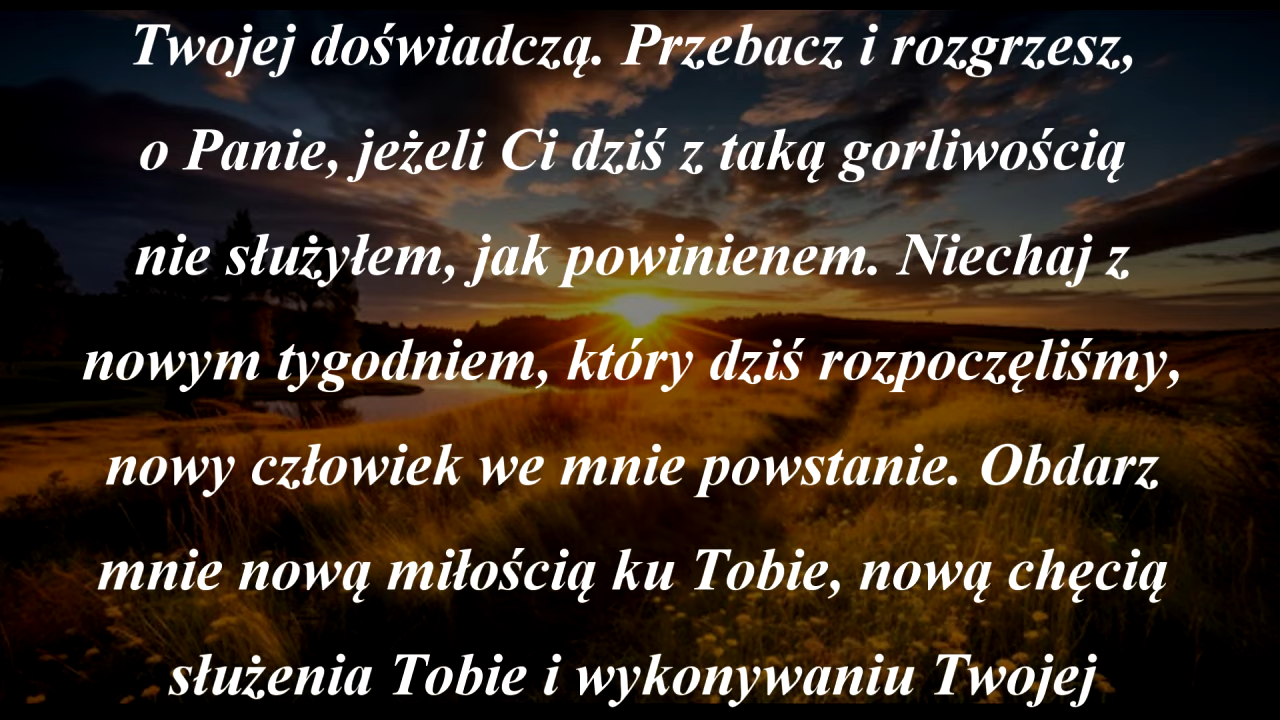 Twojej doświadczą. Przebacz i rozgrzesz,
o Panie, jeżeli Ci dziś z taką gorliwością
nie służyłem, jak powinienem. Niechaj z
nowym tygodniem, który dziś rozpoczęliśmy,
nowy człowiek we mnie powstanie. Obdarz
mnie nową miłością ku Tobie, nową chęcią
służenia Tobie i wykonywaniu Twojej